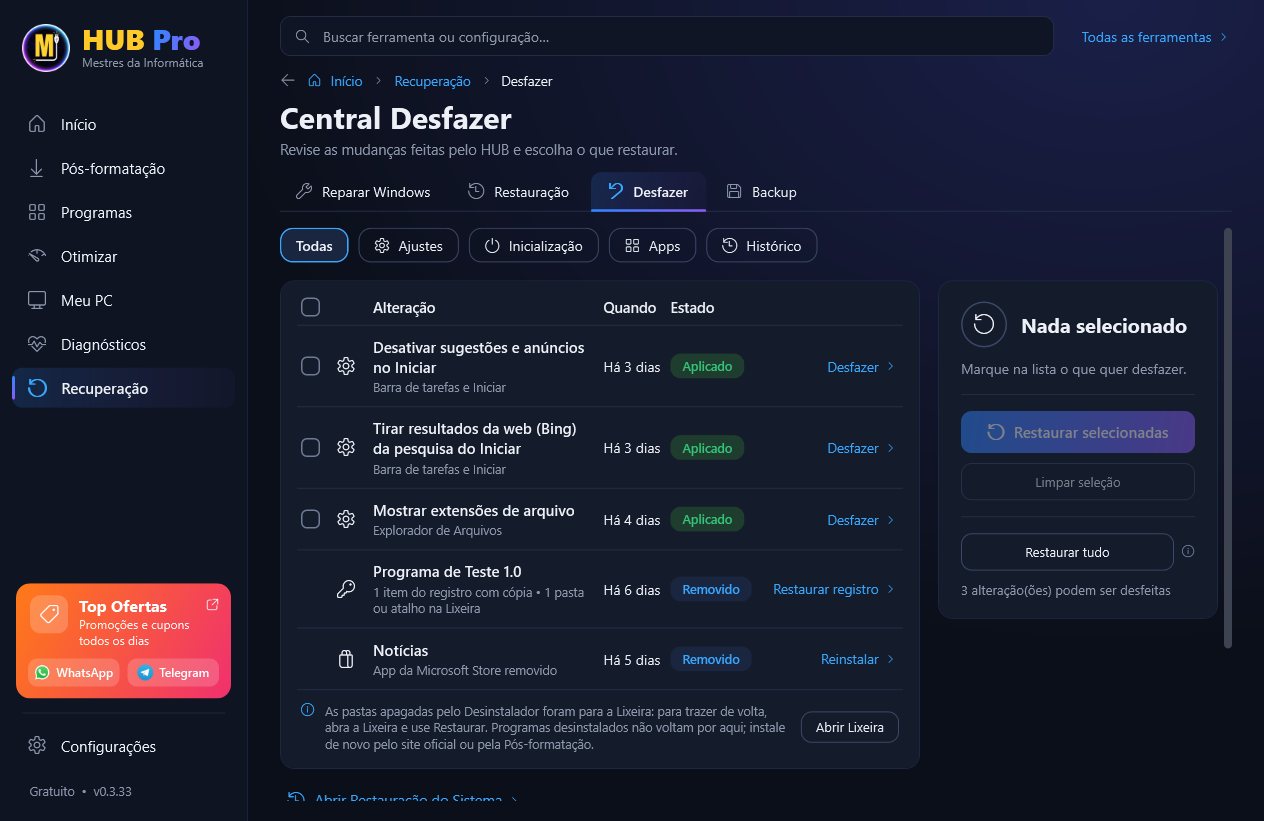 HUB Pro
Mestres da Informática
Início
Pós-formatação
Programas
Otimizar
Meu PC
Diagnósticos
Recuperação
Top Ofertas
Promoções e cupons
todos os dias
WhatsApp
Telegram
Configurações
Gratuito • v0.3.33
Buscar ferramenta ou configuração...
Todas as ferramentas
Início
Recuperação
Desfazer
Central Desfazer
Revise as mudanças feitas pelo HUB e escolha o que restaurar.
Reparar Windows
Restauração
Desfazer
Backup
Todas
Ajustes
Inicialização
Apps
Histórico
Alteração Quando Estado
Desativar sugestões e anúncios
no Iniciar
Barra de tarefas e Iniciar
Há 3 dias
Aplicado
Desfazer
Tirar resultados da web (Bing)
da pesquisa do Iniciar
Barra de tarefas e Iniciar
Há 3 dias
Aplicado
Desfazer
Mostrar extensões de arquivo
Explorador de Arquivos
Há 4 dias
Aplicado
Desfazer
Programa de Teste 1.0
1 item do registro com cópia • 1 pasta
ou atalho na Lixeira
Há 6 dias
Removido
Restaurar registro
Notícias
App da Microsoft Store removido
Há 5 dias
Removido
Reinstalar
As pastas apagadas pelo Desinstalador foram para a Lixeira: para trazer de volta,
abra a Lixeira e use Restaurar. Programas desinstalados não voltam por aqui; instale
de novo pelo site oficial ou pela Pós-formatação.
Abrir Lixeira
Abrir Restauração do Sistema
Nada selecionado
Marque na lista o que quer desfazer.
Restaurar selecionadas
Limpar seleção
Restaurar tudo
3 alteração(ões) podem ser desfeitas